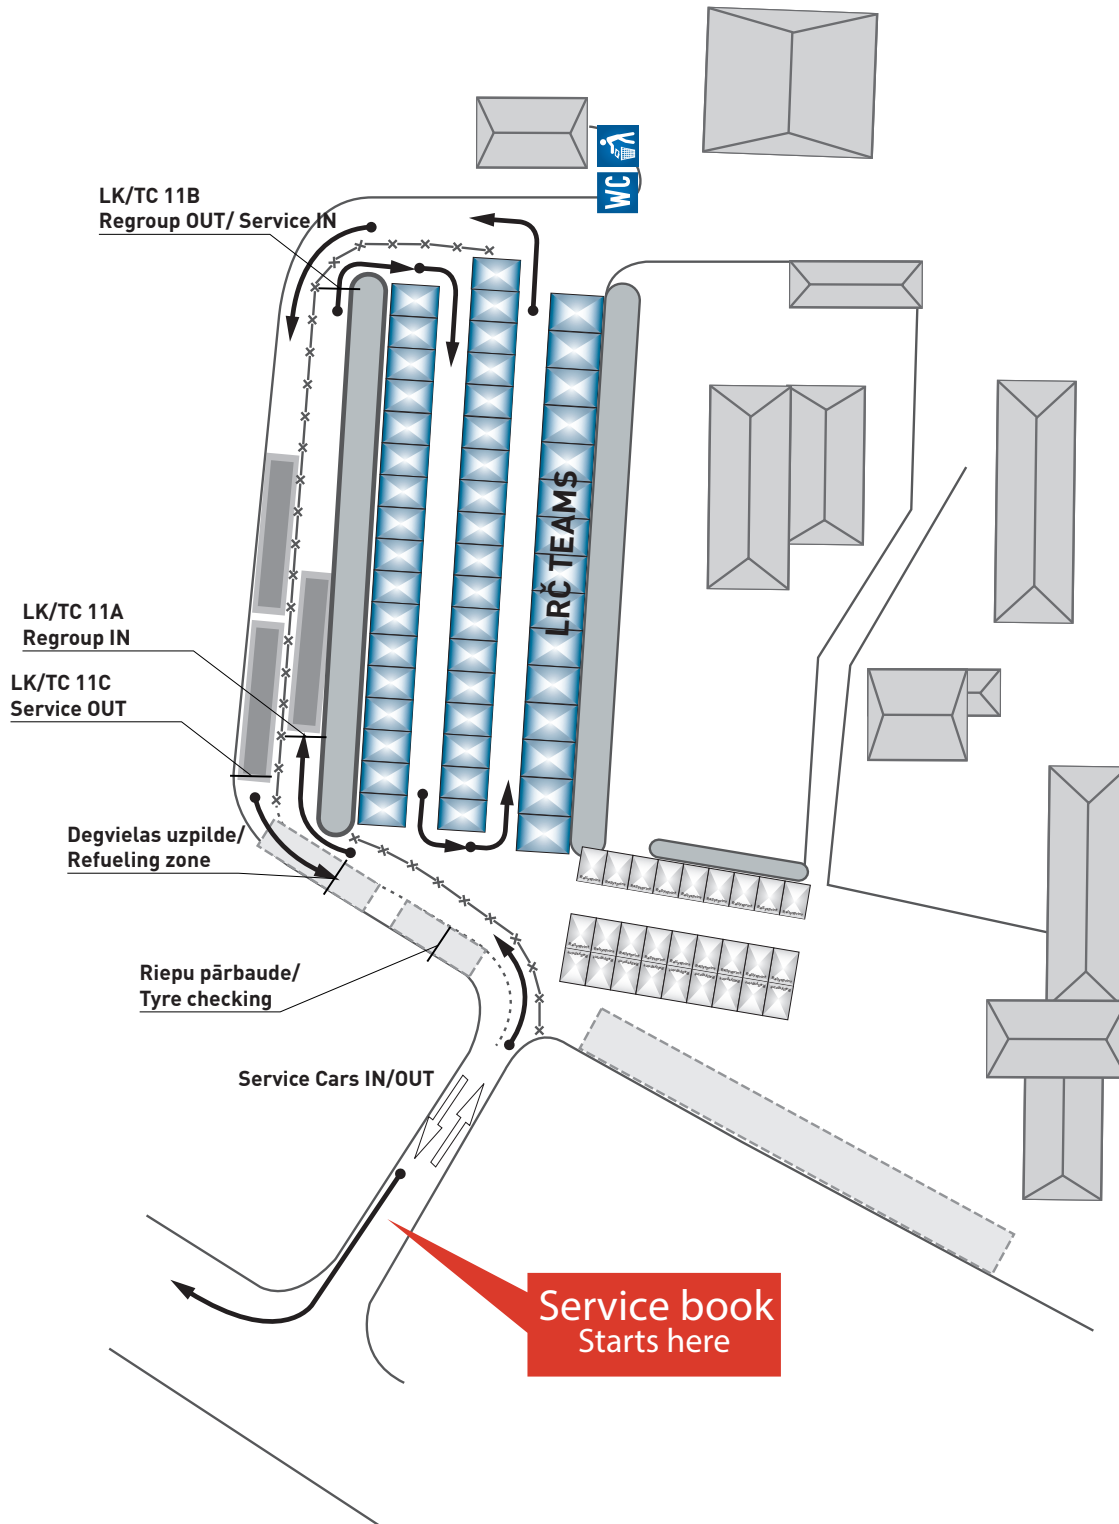 WC
LK/TC 11B
Regroup OUT/ Service IN
LRČ TEAMS
LK/TC 11A
Regroup IN
LK/TC 11C
Service OUT
Degvielas uzpilde/
Refueling zone
Riepu pārbaude/
Tyre checking
Service Cars IN/OUT
Service book
Starts here